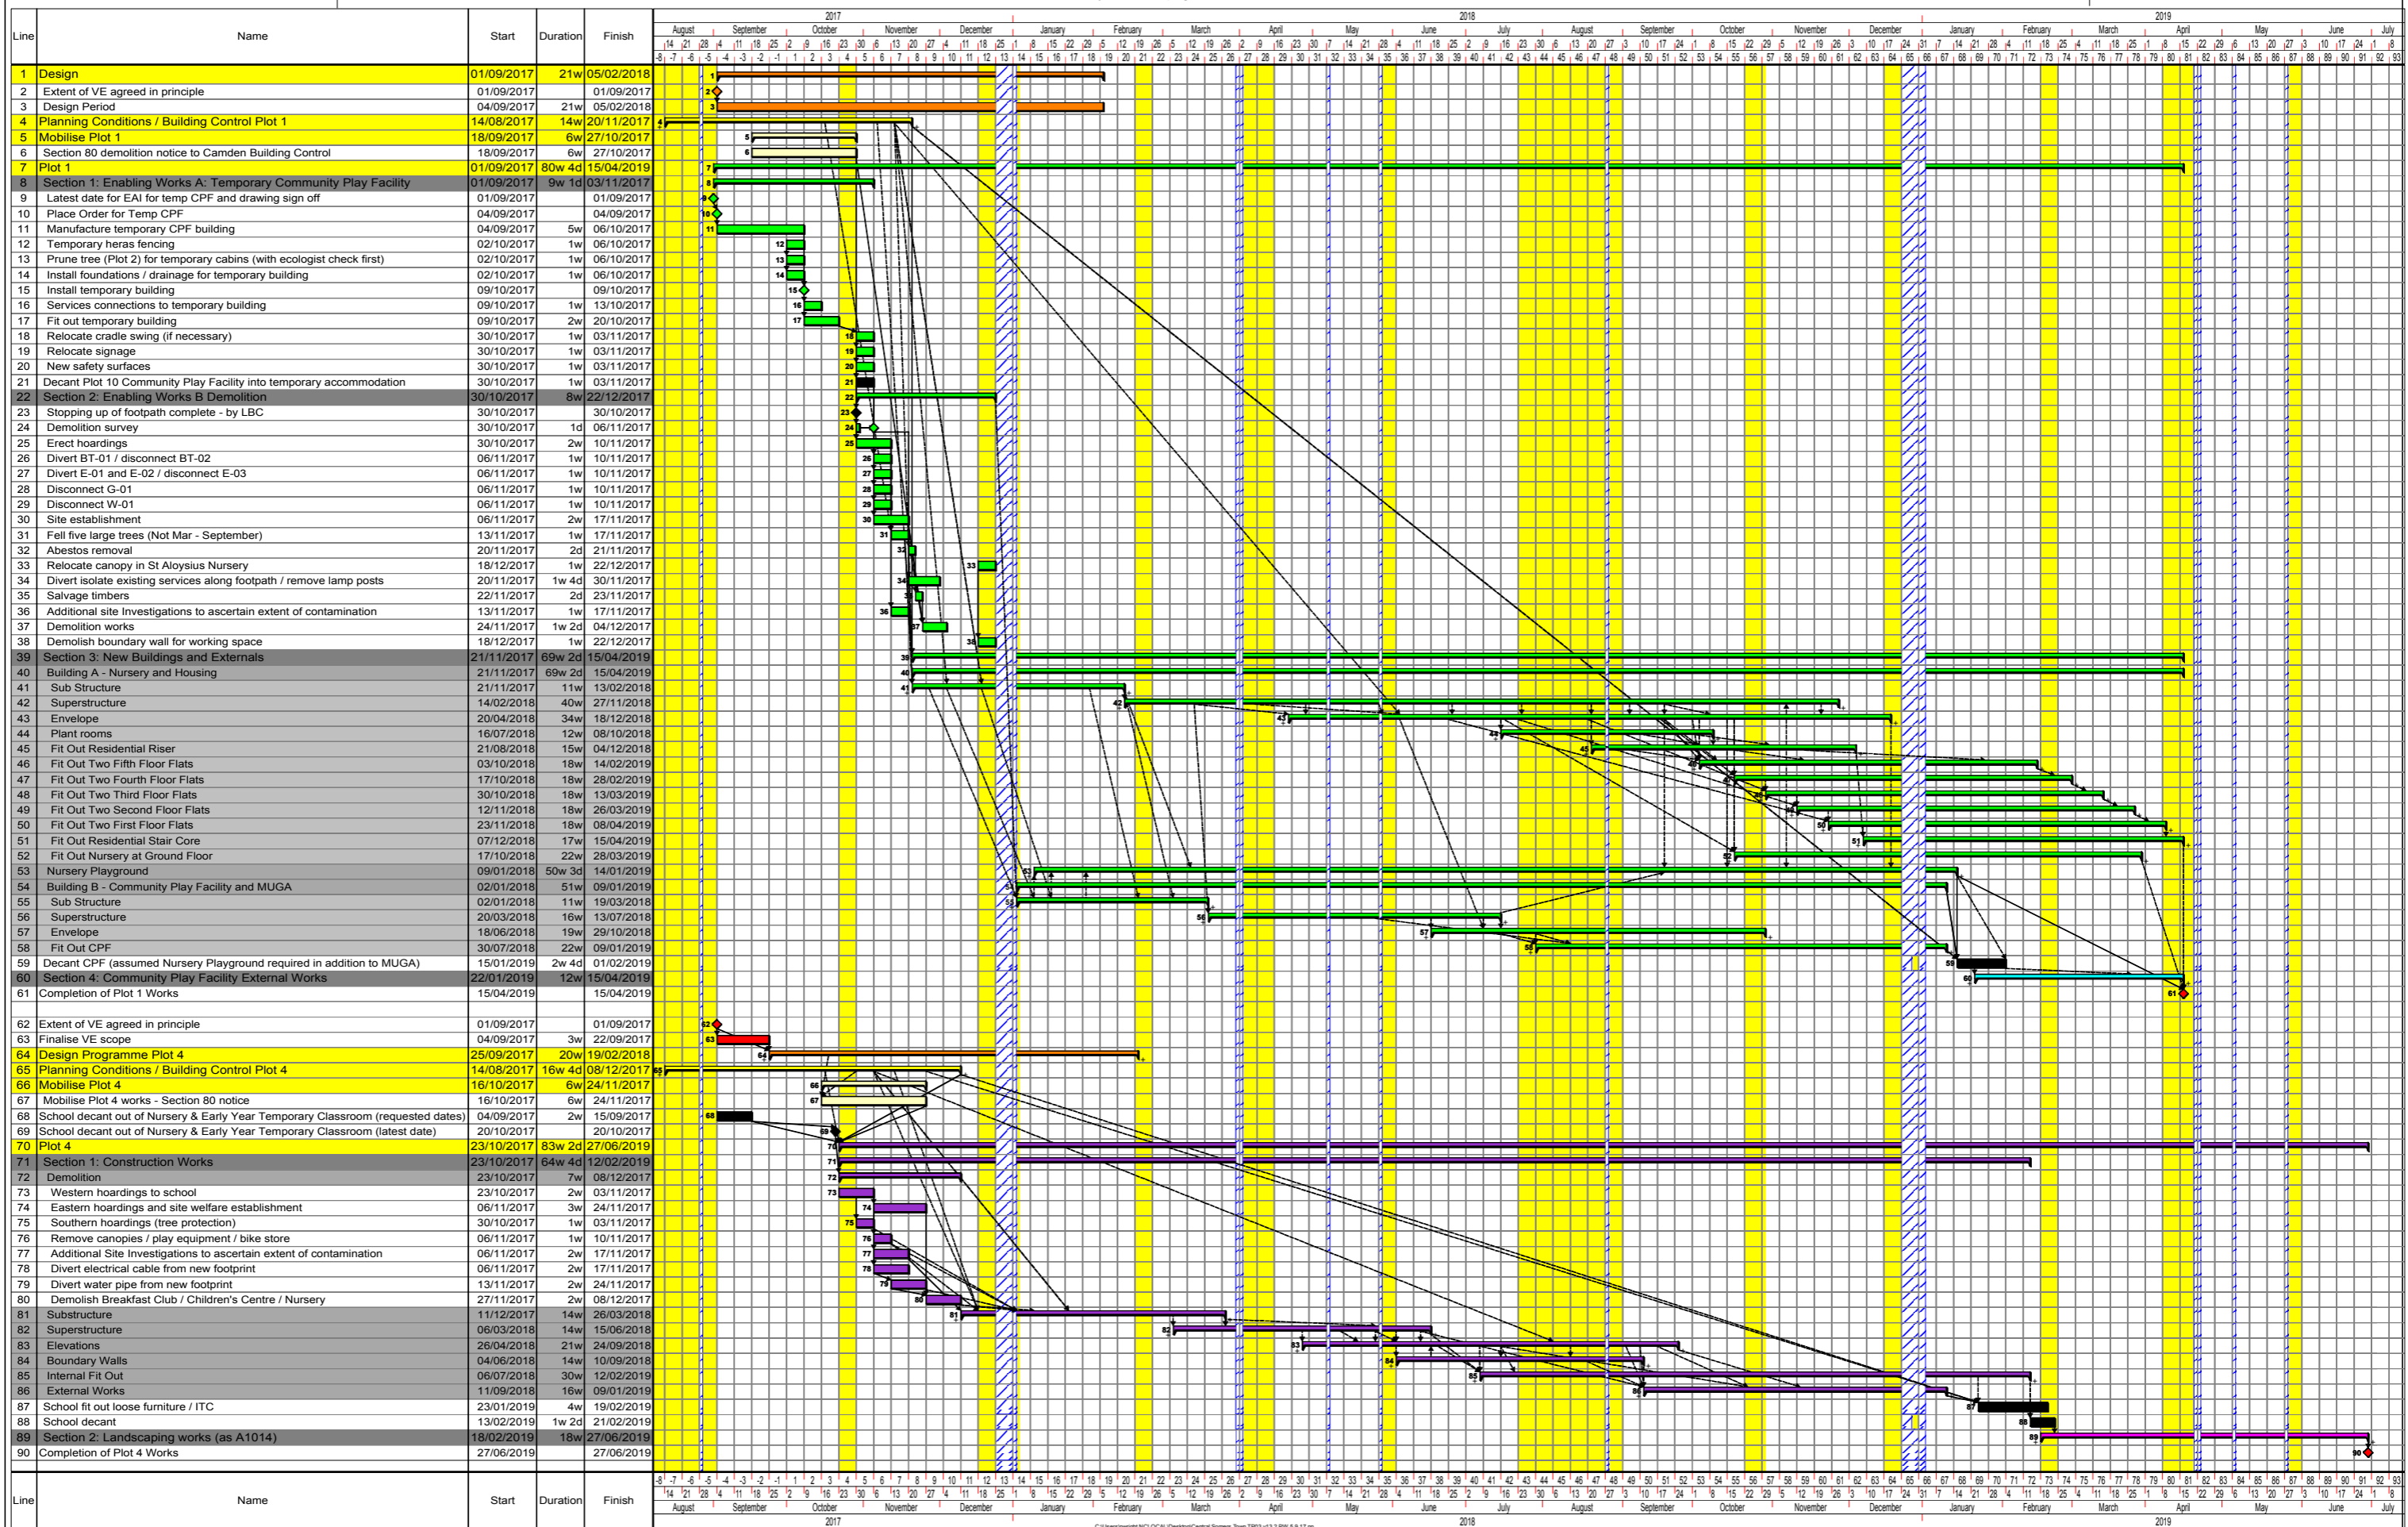 2017 2018 2019
Line Name Start Duration Finish August September October November December January February March April May June July August September October November December January February March April May June July
1 Design 01/09/2017 21w 05/02/2018
2 Extent of VE agreed in principle 01/09/2017 01/09/2017
3 Design Period 04/09/2017 21w 05/02/2018
4 Planning Conditions / Building Control Plot 1 14/08/2017 14w 20/11/2017
5 Mobilise Plot 1 18/09/2017 6w 27/10/2017
6 Section 80 demolition notice to Camden Building Control 18/09/2017 6w 27/10/2017
7 Plot 1 01/09/2017 80w 4d 15/04/2019
8 Section 1: Enabling Works A: Temporary Community Play Facility 01/09/2017 9w 1d 03/11/2017
9 Latest date for EAI for temp CPF and drawing sign off 01/09/2017 01/09/2017
10 Place Order for Temp CPF 04/09/2017 04/09/2017
11 Manufacture temporary CPF building 04/09/2017 5w 06/10/2017
12 Temporary heras fencing 02/10/2017 1w 06/10/2017
13 Prune tree (Plot 2) for temporary cabins (with ecologist check first) 02/10/2017 1w 06/10/2017
14 Install foundations / drainage for temporary building 02/10/2017 1w 06/10/2017
15 Install temporary building 09/10/2017 09/10/2017
16 Services connections to temporary building 09/10/2017 1w 13/10/2017
17 Fit out temporary building 09/10/2017 2w 20/10/2017
18 Relocate cradle swing (if necessary) 30/10/2017 1w 03/11/2017
19 Relocate signage 30/10/2017 1w 03/11/2017
20 New safety surfaces 30/10/2017 1w 03/11/2017
21 Decant Plot 10 Community Play Facility into temporary accommodation 30/10/2017 1w 03/11/2017
22 Section 2: Enabling Works B Demolition 30/10/2017 8w 22/12/2017
23 Stopping up of footpath complete - by LBC 30/10/2017 30/10/2017
24 Demolition survey 30/10/2017 1d 06/11/2017
25 Erect hoardings 30/10/2017 2w 10/11/2017
26 Divert BT-01 / disconnect BT-02 06/11/2017 1w 10/11/2017
27 Divert E-01 and E-02 / disconnect E-03 06/11/2017 1w 10/11/2017
28 Disconnect G-01 06/11/2017 1w 10/11/2017
29 Disconnect W-01 06/11/2017 1w 10/11/2017
30 Site establishment 06/11/2017 2w 17/11/2017
31 Fell five large trees (Not Mar - September) 13/11/2017 1w 17/11/2017
32 Abestos removal 20/11/2017 2d 21/11/2017
33 Relocate canopy in St Aloysius Nursery 18/12/2017 1w 22/12/2017
34 Divert isolate existing services along footpath / remove lamp posts 20/11/2017 1w 4d 30/11/2017
35 Salvage timbers 22/11/2017 2d 23/11/2017
36 Additional site Investigations to ascertain extent of contamination 13/11/2017 1w 17/11/2017
37 Demolition works 24/11/2017 1w 2d 04/12/2017
38 Demolish boundary wall for working space 18/12/2017 1w 22/12/2017
39 Section 3: New Buildings and Externals 21/11/2017 69w 2d 15/04/2019
40 Building A - Nursery and Housing 21/11/2017 69w 2d 15/04/2019
41 Sub Structure 21/11/2017 11w 13/02/2018
42 Superstructure 14/02/2018 40w 27/11/2018
43 Envelope 20/04/2018 34w 18/12/2018
44 Plant rooms 16/07/2018 12w 08/10/2018
45 Fit Out Residential Riser 21/08/2018 15w 04/12/2018
46 Fit Out Two Fifth Floor Flats 03/10/2018 18w 14/02/2019
47 Fit Out Two Fourth Floor Flats 17/10/2018 18w 28/02/2019
48 Fit Out Two Third Floor Flats 30/10/2018 18w 13/03/2019
49 Fit Out Two Second Floor Flats 12/11/2018 18w 26/03/2019
50 Fit Out Two First Floor Flats 23/11/2018 18w 08/04/2019
51 Fit Out Residential Stair Core 07/12/2018 17w 15/04/2019
52 Fit Out Nursery at Ground Floor 17/10/2018 22w 28/03/2019
53 Nursery Playground 09/01/2018 50w 3d 14/01/2019
54 Building B - Community Play Facility and MUGA 02/01/2018 51w 09/01/2019
55 Sub Structure 02/01/2018 11w 19/03/2018
56 Superstructure 20/03/2018 16w 13/07/2018
57 Envelope 18/06/2018 19w 29/10/2018
58 Fit Out CPF 30/07/2018 22w 09/01/2019
59 Decant CPF (assumed Nursery Playground required in addition to MUGA) 15/01/2019 2w 4d 01/02/2019
60 Section 4: Community Play Facility External Works 22/01/2019 12w 15/04/2019
61 Completion of Plot 1 Works 15/04/2019 15/04/2019
62 Extent of VE agreed in principle 01/09/2017 01/09/2017
63 Finalise VE scope 04/09/2017 3w 22/09/2017
64 Design Programme Plot 4 25/09/2017 20w 19/02/2018
65 Planning Conditions / Building Control Plot 4 14/08/2017 16w 4d 08/12/2017
66 Mobilise Plot 4 16/10/2017 6w 24/11/2017
67 Mobilise Plot 4 works - Section 80 notice 16/10/2017 6w 24/11/2017
68 School decant out of Nursery & Early Year Temporary Classroom (requested dates) 04/09/2017 2w 15/09/2017
69 School decant out of Nursery & Early Year Temporary Classroom (latest date) 20/10/2017 20/10/2017
70 Plot 4 23/10/2017 83w 2d 27/06/2019
71 Section 1: Construction Works 23/10/2017 64w 4d 12/02/2019
72 Demolition 23/10/2017 7w 08/12/2017
73 Western hoardings to school 23/10/2017 2w 03/11/2017
74 Eastern hoardings and site welfare establishment 06/11/2017 3w 24/11/2017
75 Southern hoardings (tree protection) 30/10/2017 1w 03/11/2017
76 Remove canopies / play equipment / bike store 06/11/2017 1w 10/11/2017
77 Additional Site Investigations to ascertain extent of contamination 06/11/2017 2w 17/11/2017
78 Divert electrical cable from new footprint 06/11/2017 2w 17/11/2017
79 Divert water pipe from new footprint 13/11/2017 2w 24/11/2017
80 Demolish Breakfast Club / Children's Centre / Nursery 27/11/2017 2w 08/12/2017
81 Substructure 11/12/2017 14w 26/03/2018
82 Superstructure 06/03/2018 14w 15/06/2018
83 Elevations 26/04/2018 21w 24/09/2018
84 Boundary Walls 04/06/2018 14w 10/09/2018
85 Internal Fit Out 06/07/2018 30w 12/02/2019
86 External Works 11/09/2018 16w 09/01/2019
87 School fit out loose furniture / ITC 23/01/2019 4w 19/02/2019
88 School decant 13/02/2019 1w 2d 21/02/2019
89 Section 2: Landscaping works (as A1014) 18/02/2019 18w 27/06/2019
90 Completion of Plot 4 Works 27/06/2019 27/06/2019
Line Name Start Duration Finish August September October November December January February March April May June July August September October November December January February March April May June July
2017 2018 2019